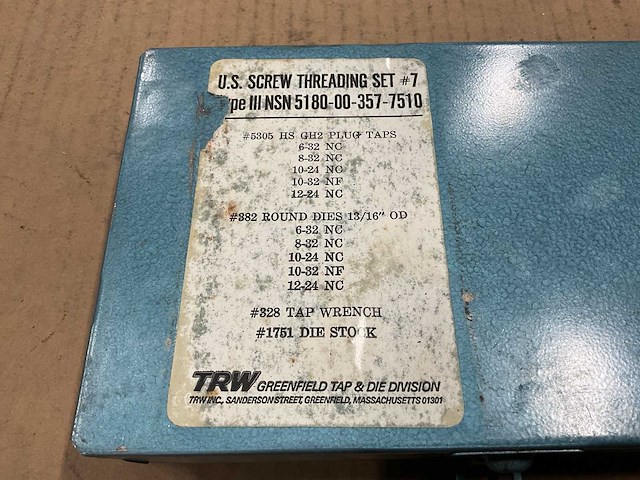 U.S. SCREW THREADING SET #7
ype III NSN 5180-00-357-7510
#5305 HS GH2 PLUG TAPS
6-32 NC
8-32 NC
10-24 NC
10-32 NF
12-24 NC
#382 ROUND DIES 13/16" OD
6-32 NC
8-32 NC
10-24 NC
10-32 NF
12-24 NC
#328 TAP WRENCH
#1751 DIE STOCK
TRW GREENFIELD TAP & DIE DIVISION
TRW INC., SANDERSON STREET, GREENFIELD, MASSACHUSETTS 01301